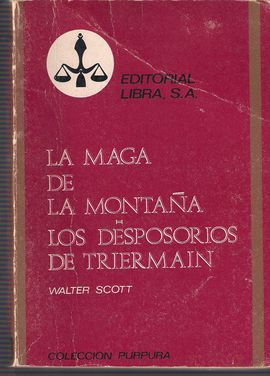 EDITORIAL
LIBRA, S.A.
LA MAGA
DE
LA MONTAÑA
LOS DESPOSORIOS
DE TRIERMAIN
WALTER SCOTT
COLECCION PURPURA